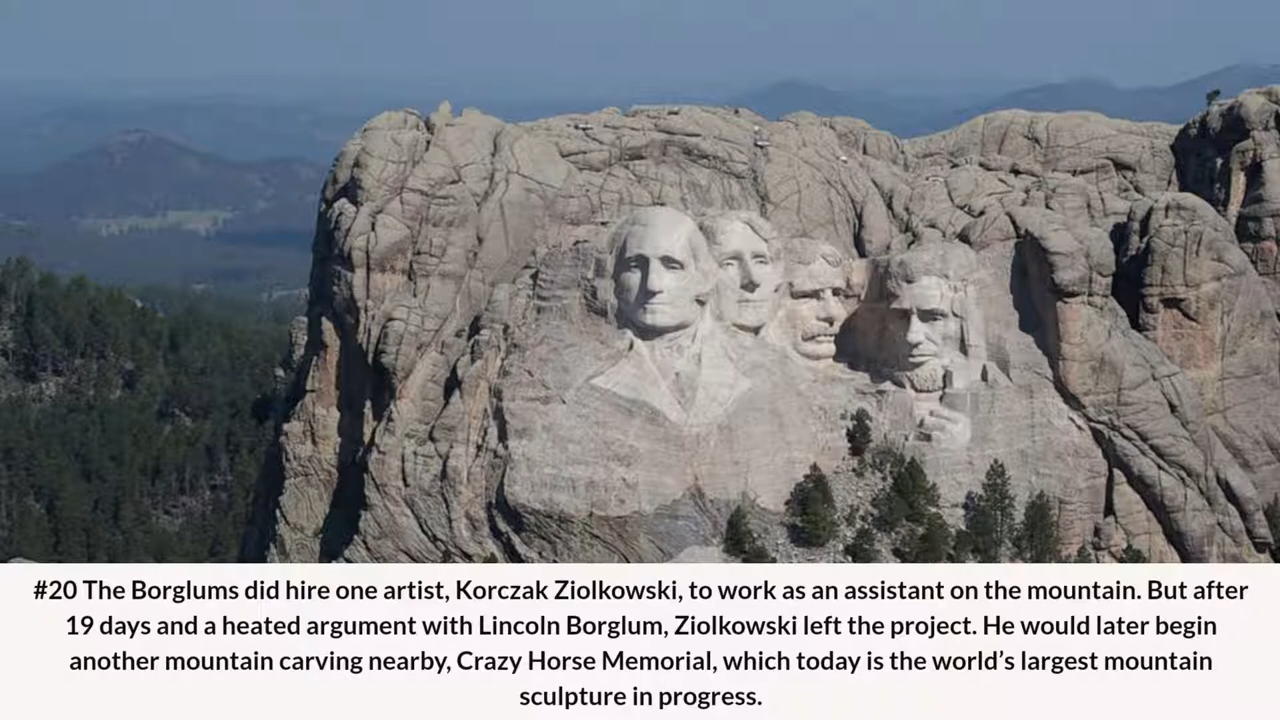 #20 The Borglums did hire one artist, Korczak Ziolkowski, to work as an assistant on the mountain. But after
19 days and a heated argument with Lincoln Borglum, Ziolkowski left the project. He would later begin
another mountain carving nearby, Crazy Horse Memorial, which today is the world’s largest mountain
sculpture in progress.